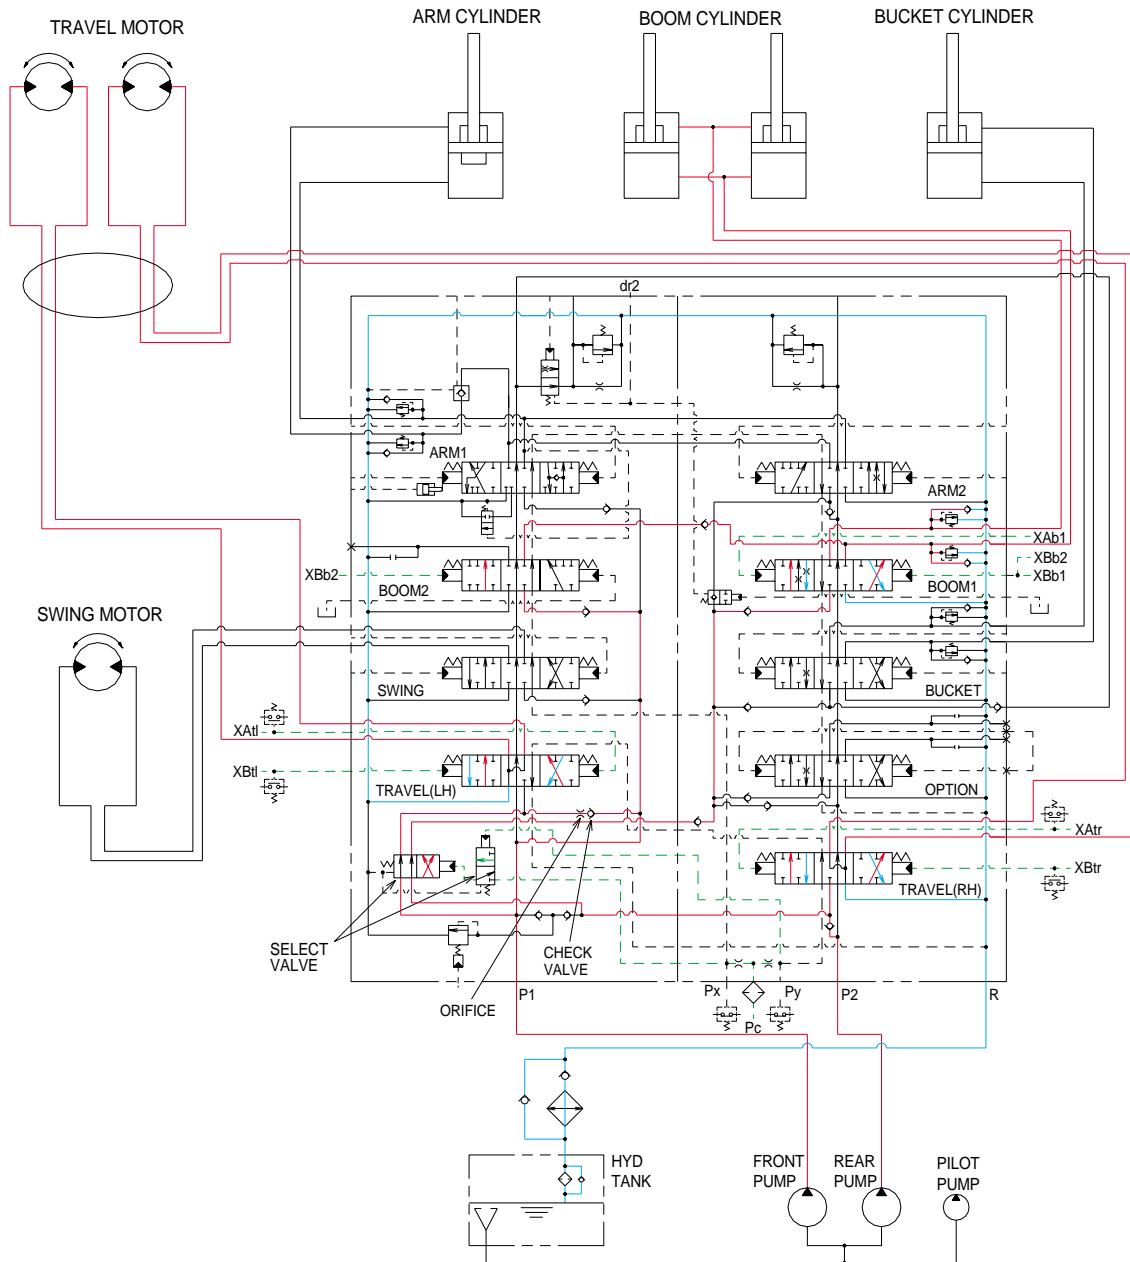 ARM CYLINDER
BOOM CYLINDER
BUCKET CYLINDER
TRAVEL MOTOR
dr2
ARM1
ARM2
XAb1
XBb2
XBb2
XBb1
BOOM2
BOOM1
SWING MOTOR
SWING
BUCKET
XAtl
XBtl
TRAVEL(LH)
OPTION
XAtr
XBtr
TRAVEL(RH)
SELECT
VALVE
CHECK
VALVE
ORIFICE
P1
Px
Py
P2
R
Pc
HYD
TANK
FRONT
PUMP
REAR
PUMP
PILOT
PUMP